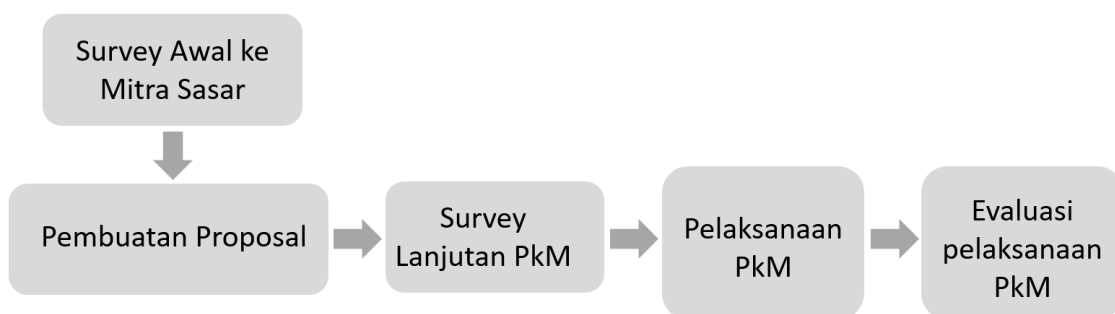 Survey Awal ke
Mitra Sasar
Pembuatan Proposal
Survey
Lanjutan PkM
Pelaksanaan
PkM
Evaluasi
pelaksanaan
PkM